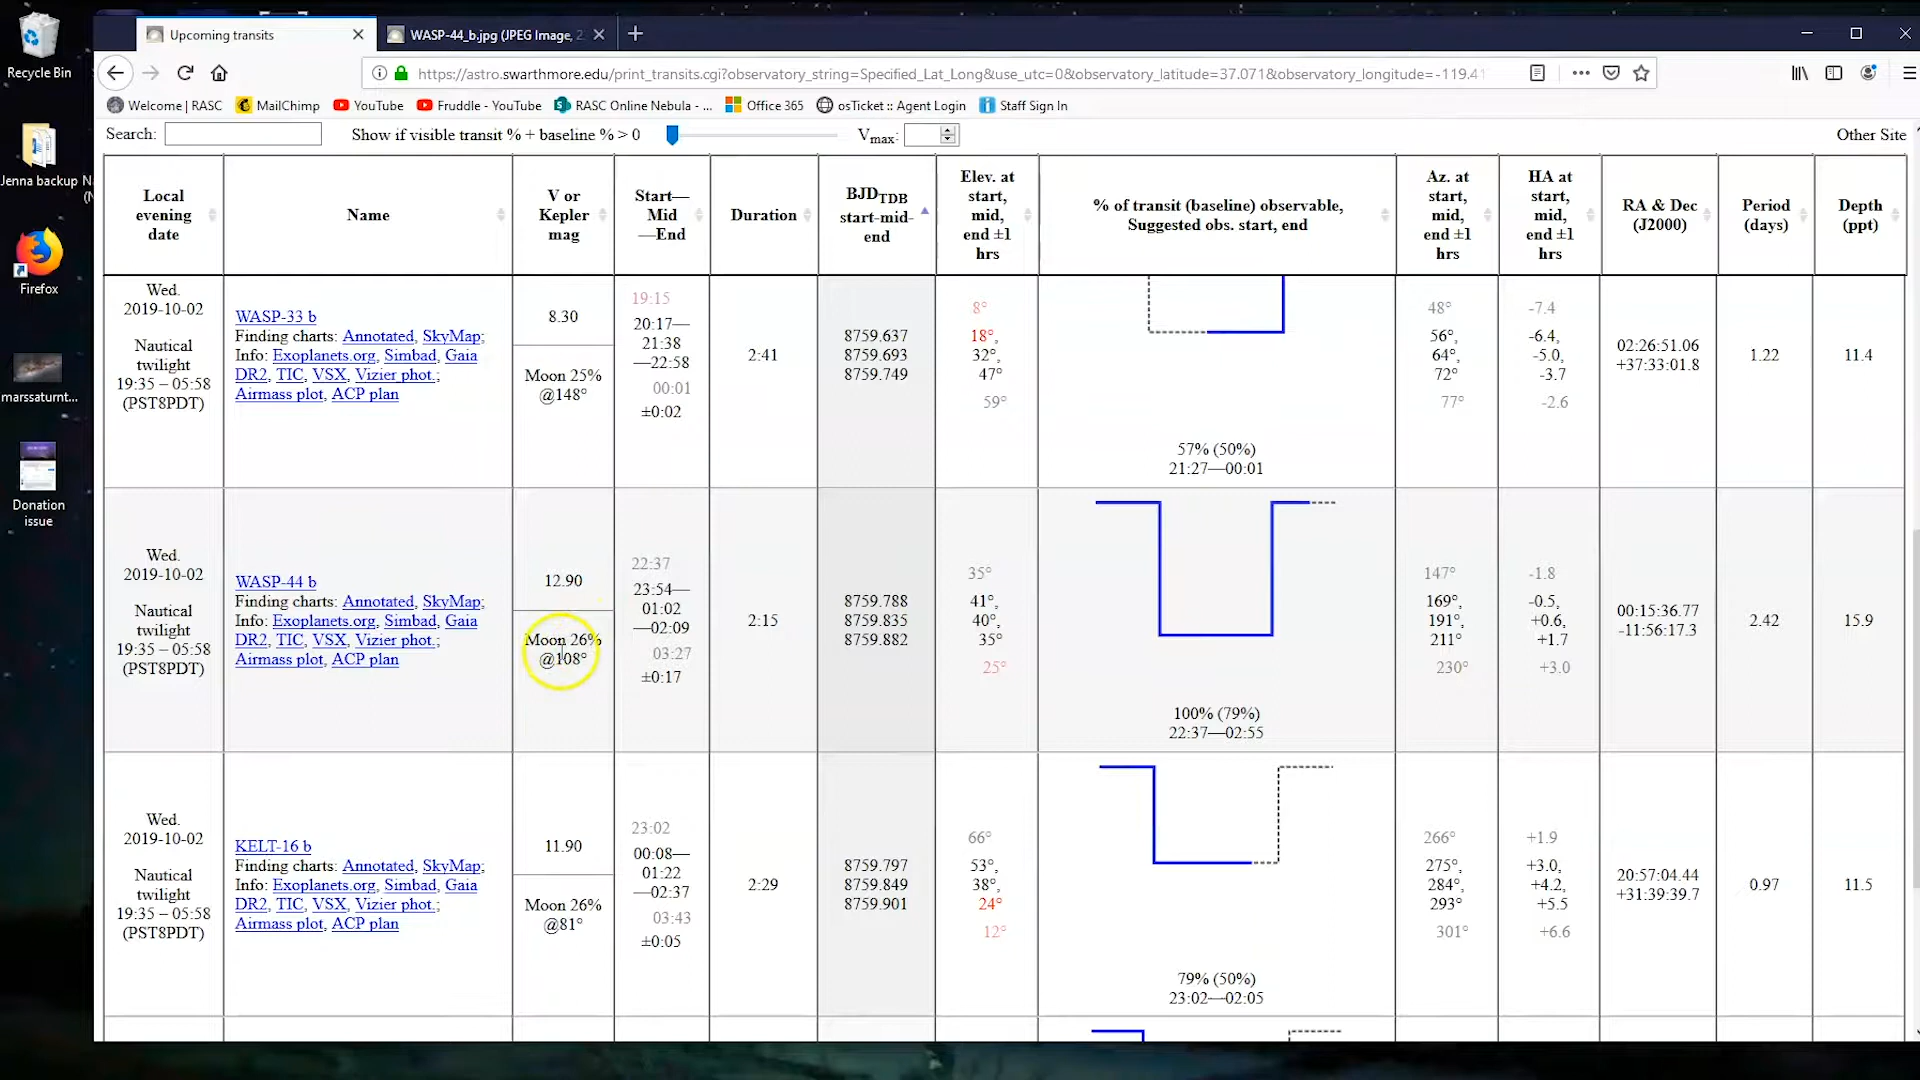 Recycle Bin
Jenna backup
Firefox
marssaturnt...
Donation
issue
Upcoming transits
WASP-44_b.jpg (JPEG Image, 2
https://astro.swarthmore.edu/print_transits.cgi?observatory_string=Specified_Lat_Long&use_utc=0&observatory_latitude=37.071&observatory_longitude=-119.41
Welcome | RASC
MailChimp
YouTube
Fruddle - YouTube
RASC Online Nebula - ...
Office 365
osTicket :: Agent Login
Staff Sign In
Search:
Show if visible transit % + baseline % > 0
Vmax:
Other Site
Local
evening
date
Name
V or
Kepler
mag
Start—
Mid
—End
Duration
BJDTDB
start-mid-
end
Elev. at
start,
mid,
end ±1
hrs
% of transit (baseline) observable,
Suggested obs. start, end
Az. at
start,
mid,
end ±1
hrs
HA at
start,
mid,
end ±1
hrs
RA & Dec
(J2000)
Period
(days)
Depth
(ppt)
Wed.
2019-10-02
Nautical
twilight
19:35 – 05:58
(PST8PDT)
WASP-33 b
Finding charts: Annotated, SkyMap;
Info: Exoplanets.org, Simbad, Gaia
DR2, TIC, VSX, Vizier phot.;
Airmass plot, ACP plan
8.30
Moon 25%
@148°
19:15
20:17—
21:38
—22:58
00:01
±0:02
2:41
8759.637
8759.693
8759.749
8°
18°,
32°,
47°
59°
57% (50%)
21:27—00:01
48°
56°,
64°,
72°
77°
-7.4
-6.4,
-5.0,
-3.7
-2.6
02:26:51.06
+37:33:01.8
1.22
11.4
Wed.
2019-10-02
Nautical
twilight
19:35 – 05:58
(PST8PDT)
WASP-44 b
Finding charts: Annotated, SkyMap;
Info: Exoplanets.org, Simbad, Gaia
DR2, TIC, VSX, Vizier phot.;
Airmass plot, ACP plan
12.90
Moon 26%
@108°
22:37
23:54—
01:02
—02:09
03:27
±0:17
2:15
8759.788
8759.835
8759.882
35°
41°,
40°,
35°
25°
100% (79%)
22:37—02:55
147°
169°,
191°,
211°
230°
-1.8
-0.5,
+0.6,
+1.7
+3.0
00:15:36.77
-11:56:17.3
2.42
15.9
Wed.
2019-10-02
Nautical
twilight
19:35 – 05:58
(PST8PDT)
KELT-16 b
Finding charts: Annotated, SkyMap;
Info: Exoplanets.org, Simbad, Gaia
DR2, TIC, VSX, Vizier phot.;
Airmass plot, ACP plan
11.90
Moon 26%
@81°
23:02
00:08—
01:22
—02:37
03:43
±0:05
2:29
8759.797
8759.849
8759.901
66°
53°,
38°,
24°
12°
79% (50%)
23:02—02:05
266°
275°,
284°,
293°
301°
+1.9
+3.0,
+4.2,
+5.5
+6.6
20:57:04.44
+31:39:39.7
0.97
11.5